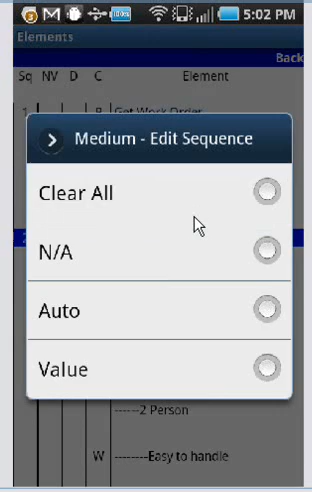 100%
5:02 PM
Elements
Back
Sq NV D C Element
1 B Get Work Order
Medium - Edit Sequence
Clear All
N/A
Auto
Value
------2 Person
W --------Easy to handle